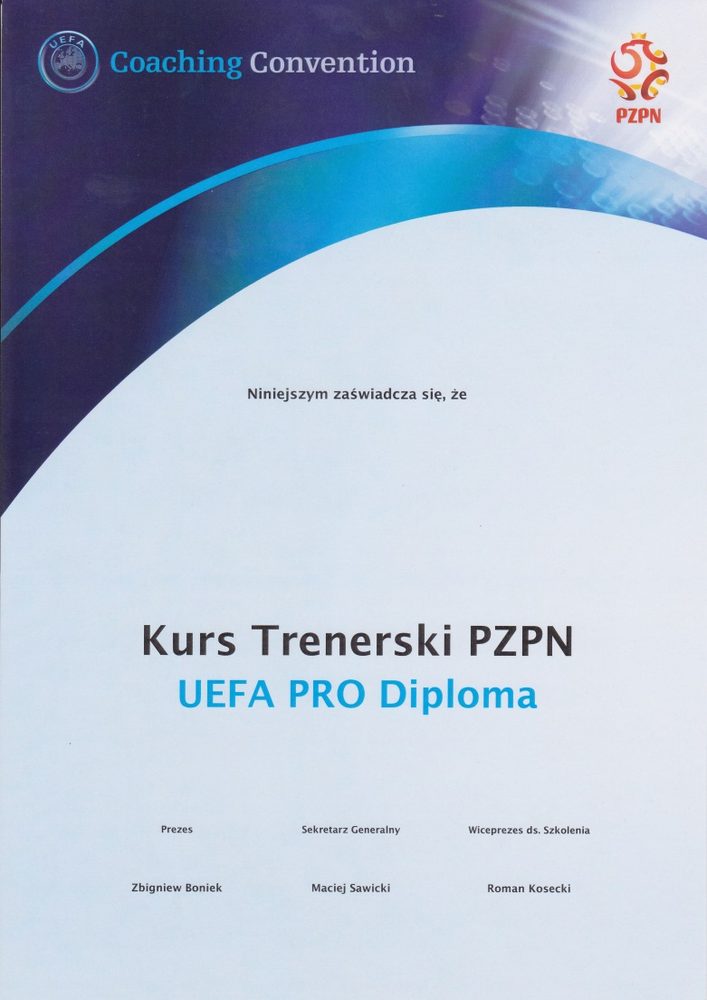 UEFA
Coaching Convention
PZPN
Niniejszym zaświadcza się, że
Kurs Trenerski PZPN
UEFA PRO Diploma
Prezes Sekretarz Generalny Wiceprezes ds. Szkolenia
Zbigniew Boniek Maciej Sawicki Roman Kosecki